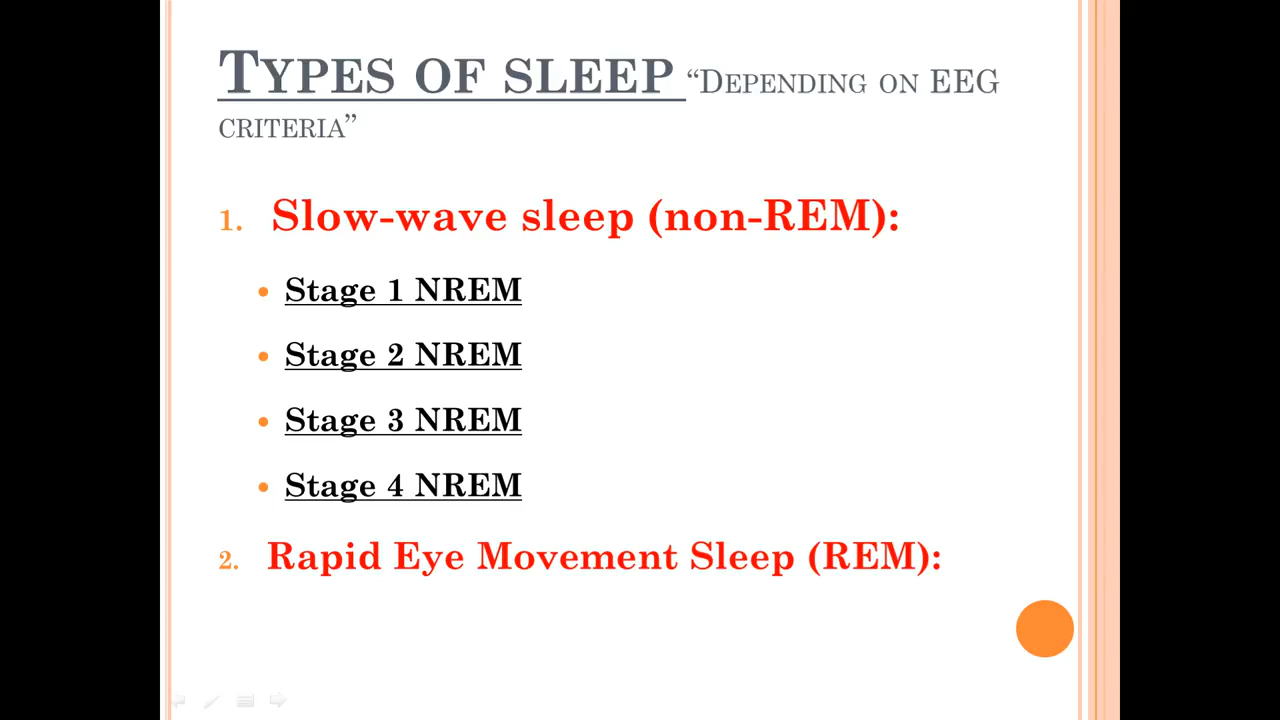 Types of sleep “Depending on EEG
criteria”
1. Slow-wave sleep (non-REM):
• Stage 1 NREM
• Stage 2 NREM
• Stage 3 NREM
• Stage 4 NREM
2. Rapid Eye Movement Sleep (REM):